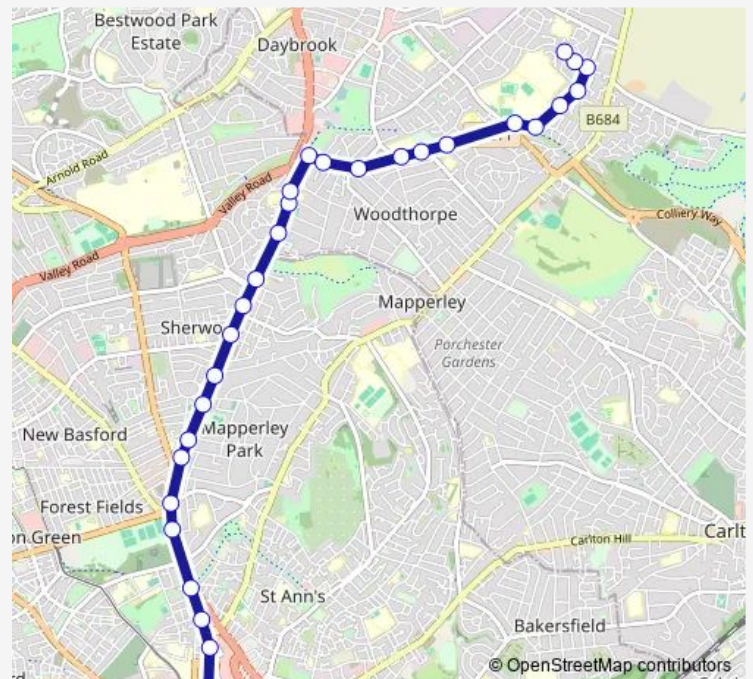 Bestwood Park
Estate
Daybrook
B684
Arnold Road
Valley Road
Woodthorpe
Colliery Way
Valley Road
Mapperley
Sherwo
Porchester
Gardens
New Basford
Mapperley
Park
Forest Fields
on Green
Carlton Hill
Carlt
St Ann's
Bakersfield
© OpenStreetMap contributors